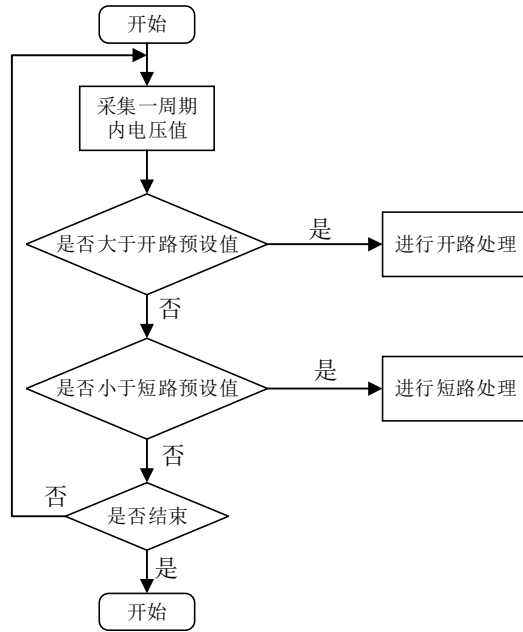 开始
采集一周期
内电压值
是否大于开路预设值
是
进行开路处理
否
是否小于短路预设值
是
进行短路处理
否
否
是否结束
是
开始